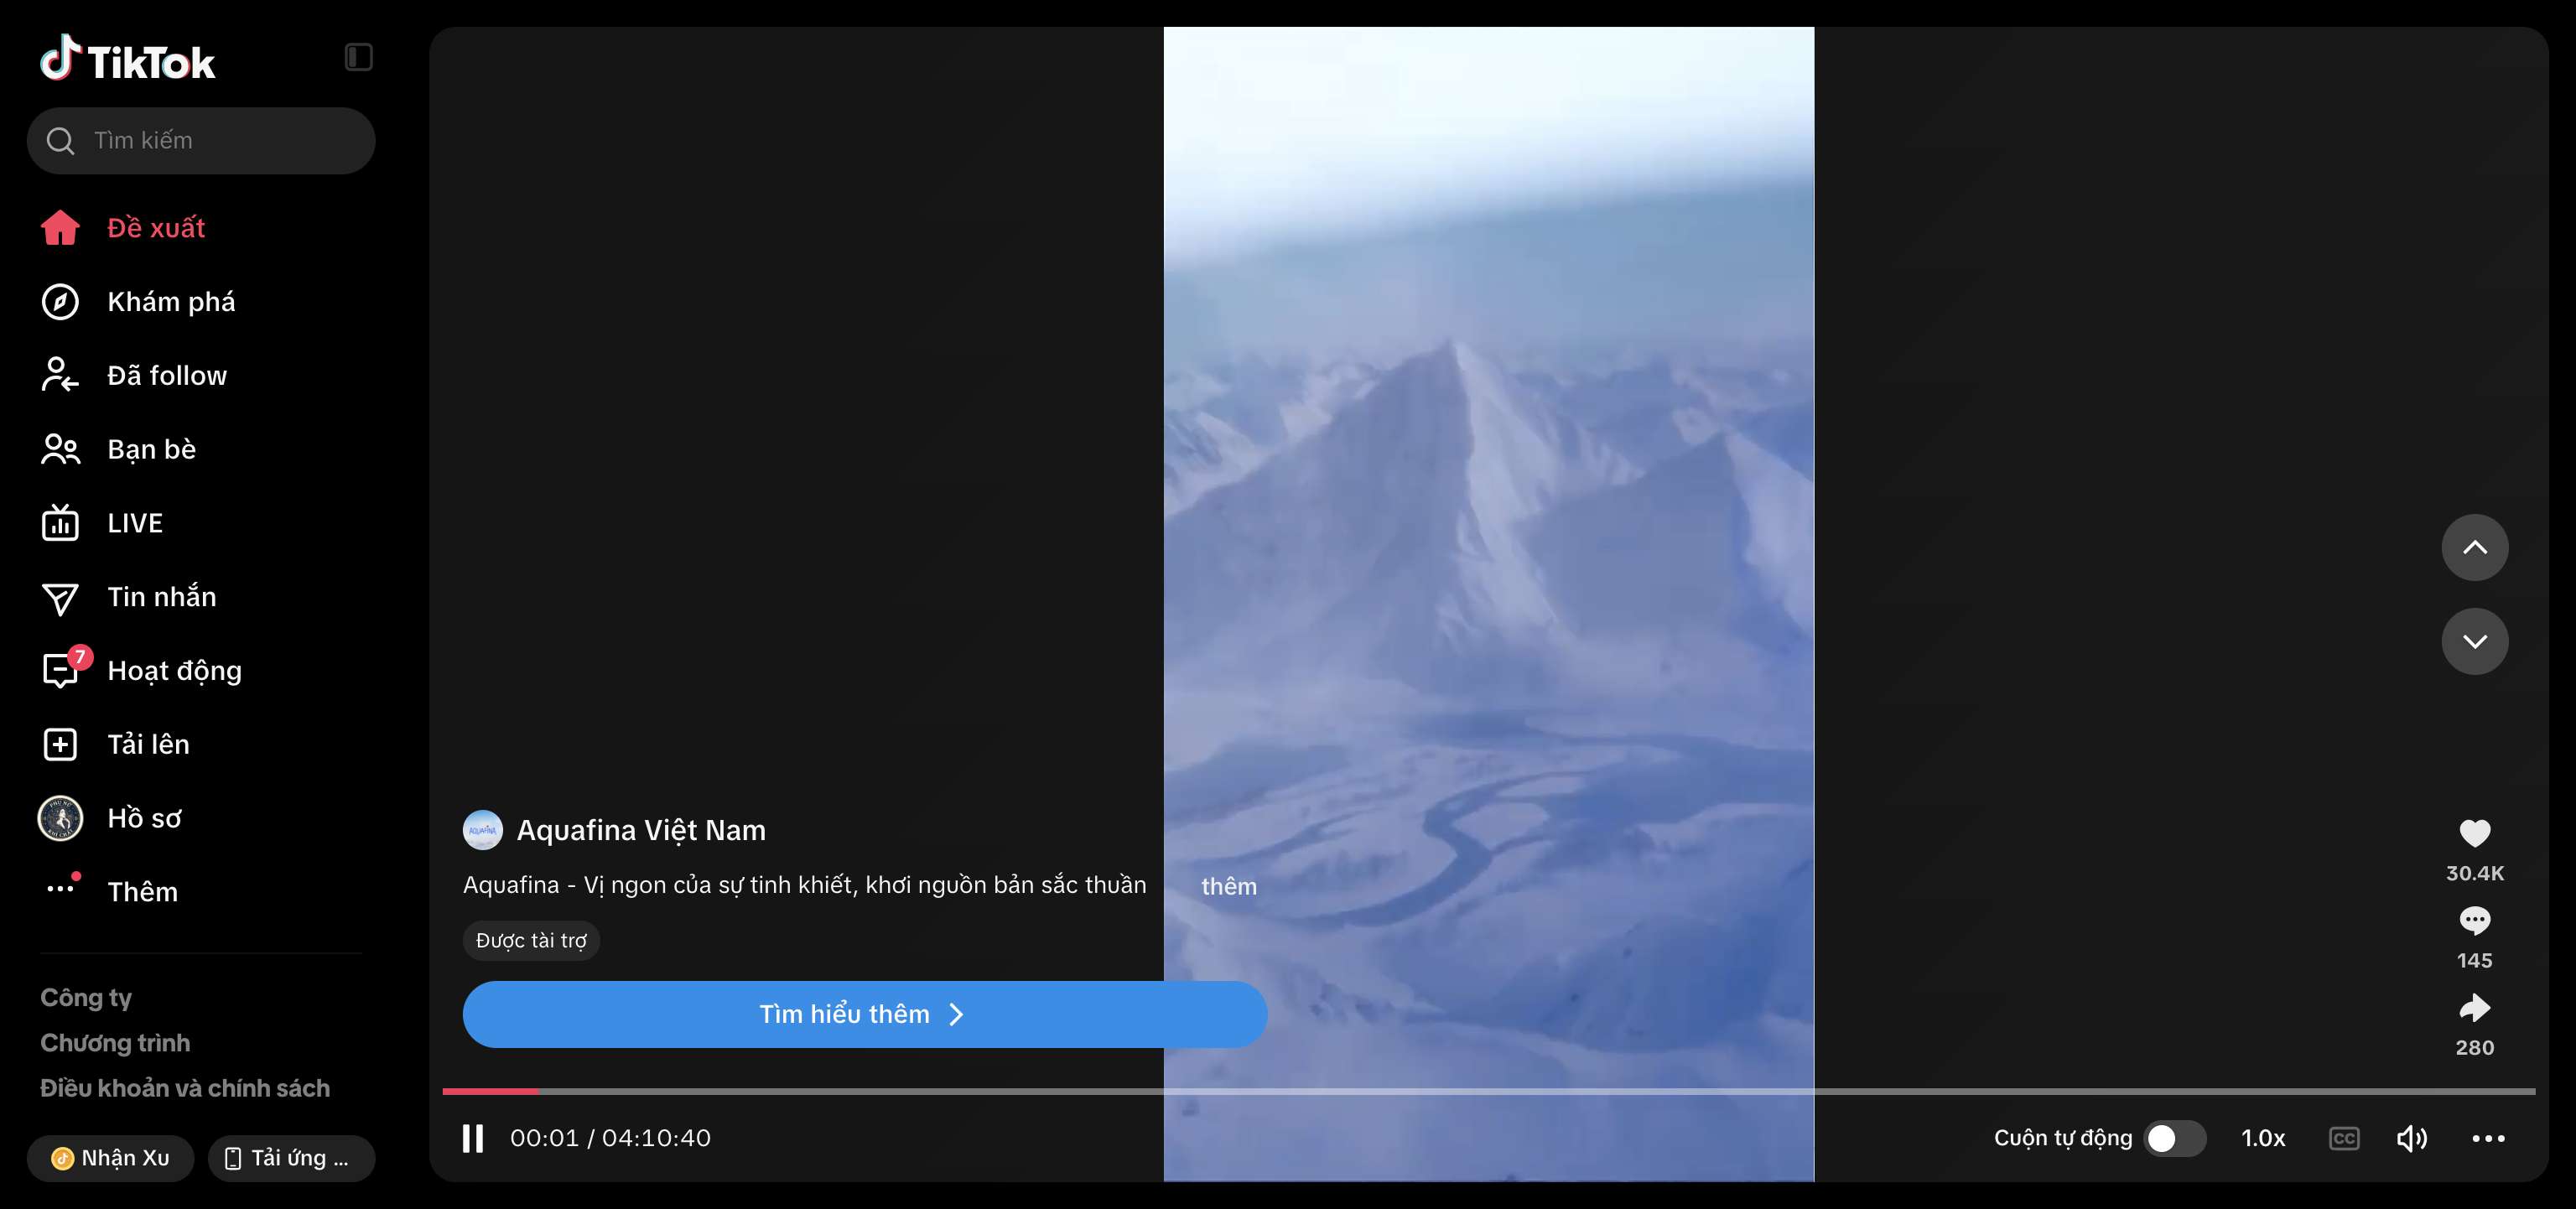 TikTok
Tìm kiếm
Đề xuất
Khám phá
Đã follow
Bạn bè
LIVE
Tin nhắn
7
Hoạt động
Tải lên
Hồ sơ
Thêm
Công ty
Chương trình
Điều khoản và chính sách
Nhận Xu
Tải ứng ...
AQUAFINA
Aquafina Việt Nam
Aquafina - Vị ngon của sự tinh khiết, khơi nguồn bản sắc thuần thêm
Được tài trợ
Tìm hiểu thêm
30.4K
145
280
00:01 / 04:10:40
Cuộn tự động
1.0x
CC